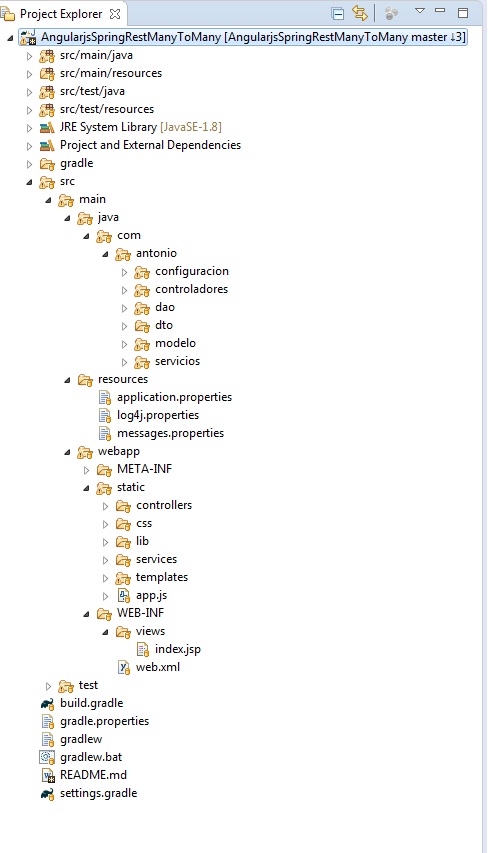 Project Explorer
AngularjsSpringRestManyToMany [AngularjsSpringRestManyToMany master ↓3]
src/main/java
src/main/resources
src/test/java
src/test/resources
JRE System Library [JavaSE-1.8]
Project and External Dependencies
gradle
src
main
java
com
antonio
configuracion
controladores
dao
dto
modelo
servicios
resources
application.properties
log4j.properties
messages.properties
webapp
META-INF
static
controllers
css
lib
services
templates
app.js
WEB-INF
views
index.jsp
web.xml
test
build.gradle
gradle.properties
gradlew
gradlew.bat
README.md
settings.gradle